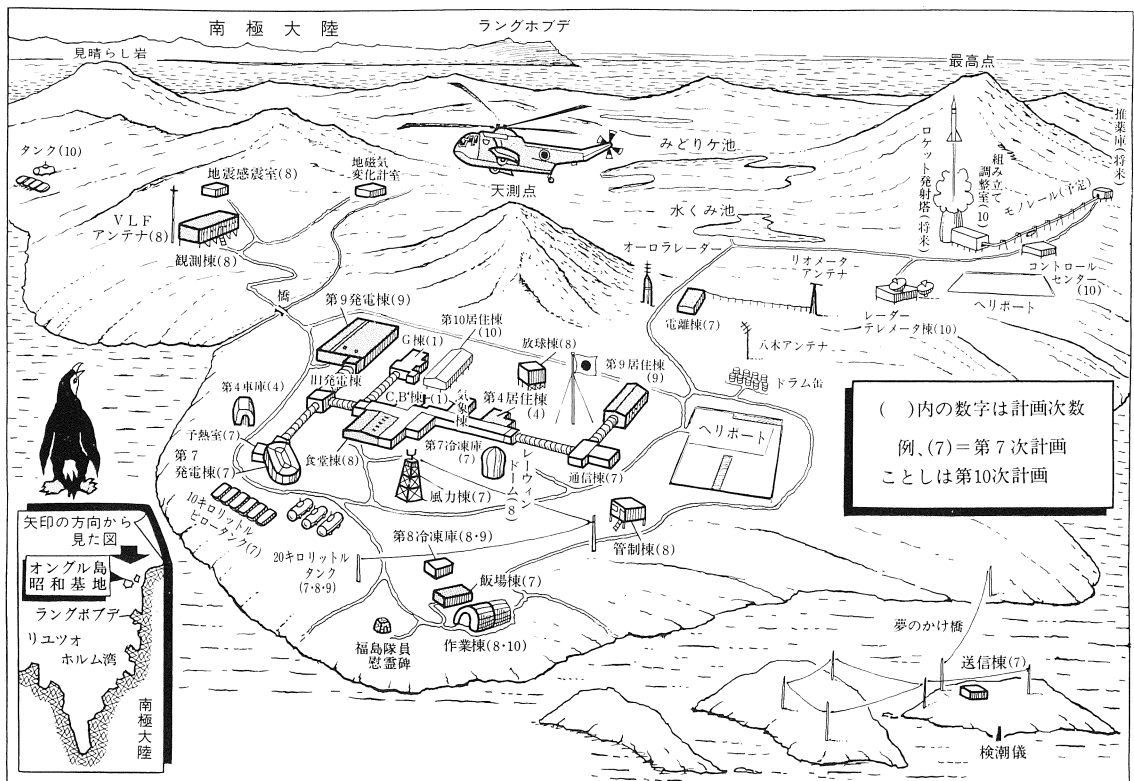 南極大陸
ラングホブデ
見晴らし岩
最高点
タンク(10)
地震感震室(8)
地磁気
変化計室
天測点
みどりケ池
水くみ池
VLF
アンテナ(8)
観測棟(8)
オーロラレーダー
リオメータ
アンテナ
ロケット発射塔(将来)
組み立て
調整室(10)
モノレール(予定)
推薬庫(将来)
コントロール
センター
(10)
ヘリポート
レーダー
テレメータ棟(10)
電離棟(7)
八木アンテナ
橋
第9発電棟(9)
G棟(1)
第10居住棟
(10)
放球棟(8)
第9居住棟
(9)
ドラム缶
第4車庫(4)
旧発電棟
C,B棟(1)
気象棟
第4居住棟
(4)
ヘリポート
予熱室(7)
第7
発電棟(7)
食堂棟(8)
第7冷凍庫
(7)
レーウィン
ドーム(8)
通信棟(7)
風力棟(7)
管制棟(8)
10キロリットル
ピロータンク(7)
20キロリットル
タンク
(7・8・9)
第8冷凍庫(8・9)
飯場棟(7)
作業棟(8・10)
福島隊員
慰霊碑
夢のかけ橋
送信棟(7)
検潮儀
( )内の数字は計画次数
例、(7)=第7次計画
ことしは第10次計画
矢印の方向から
見た図
オングル島
昭和基地
ラングホブデ
リユツォ
ホルム湾
南極大陸